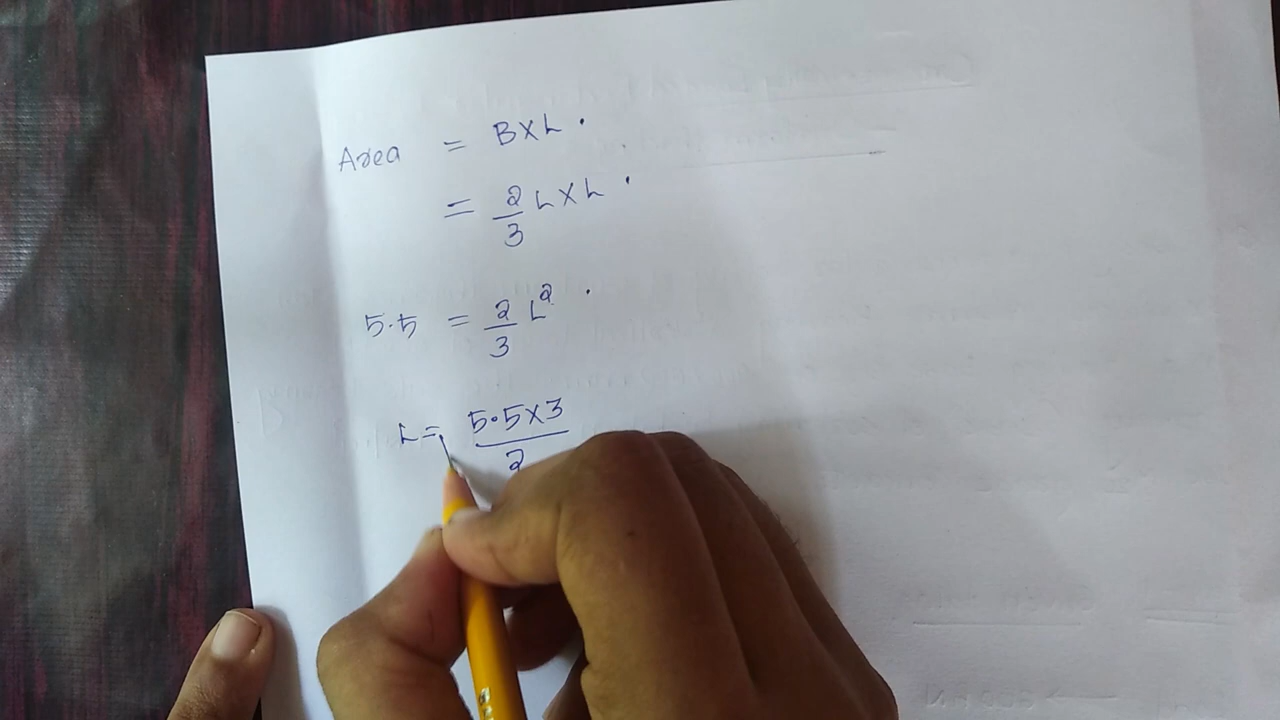 Area = B×L.
= 2/3 L×L.
5.5 = 2/3 L².
L= 5.5×3/2